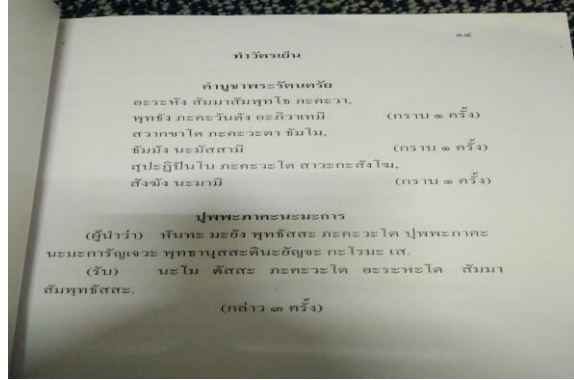 ๑๔
ทำวัตรเย็น
คำบูชาพระรัตนตรัย
อะระหัง สัมมาสัมพุทโธ ภะคะวา,
พุทธัง ภะคะวันตัง อะภิวาเทมิ (กราบ ๑ ครั้ง)
สวากขาโต ภะคะวะตา ธัมโม,
ธัมมัง นะมัสสามิ (กราบ ๑ ครั้ง)
สุปะฏิปันโน ภะคะวะโต สาวะกะสังโฆ,
สังฆัง นะมามิ (กราบ ๑ ครั้ง)
ปุพพะภาคะนะมะการ
(ผู้นำว่า) หันทะ มะยัง พุทธัสสะ ภะคะวะโต ปุพพะภาคะ
นะมะการัญเจวะ พุทธานุสสะตินะยัญจะ กะโรมะ เส.
(รับ) นะโม ตัสสะ ภะคะวะโต อะระหะโต สัมมา
สัมพุทธัสสะ.
(กล่าว ๓ ครั้ง)